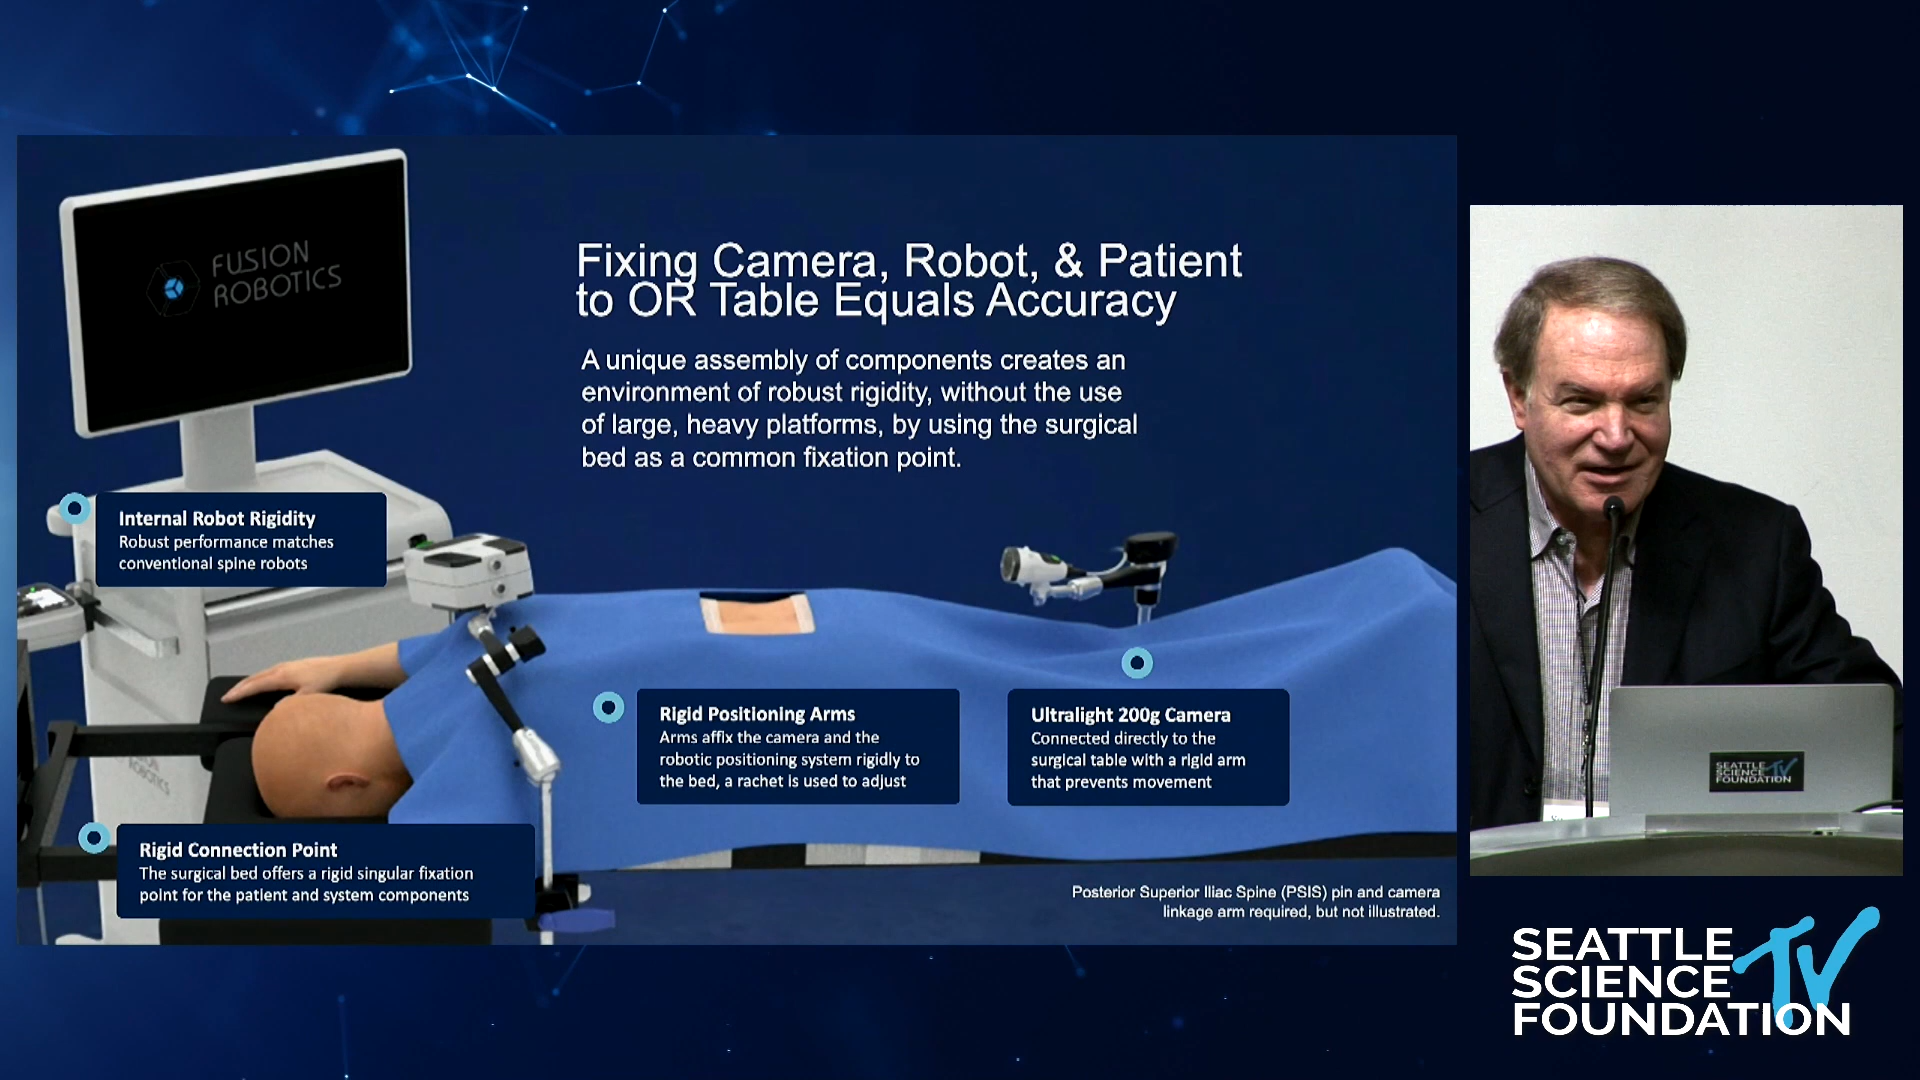 FUSION
ROBOTICS
Fixing Camera, Robot, & Patient
to OR Table Equals Accuracy
A unique assembly of components creates an
environment of robust rigidity, without the use
of large, heavy platforms, by using the surgical
bed as a common fixation point.
Internal Robot Rigidity
Robust performance matches
conventional spine robots
Rigid Positioning Arms
Arms affix the camera and the
robotic positioning system rigidly to
the bed, a rachet is used to adjust
Ultralight 200g Camera
Connected directly to the
surgical table with a rigid arm
that prevents movement
Rigid Connection Point
The surgical bed offers a rigid singular fixation
point for the patient and system components
Posterior Superior Iliac Spine (PSIS) pin and camera
linkage arm required, but not illustrated.
ROBOTICS
SEATTLE
SCIENCE TV
FOUNDATION
SEATTLE
SCIENCE TV
FOUNDATION